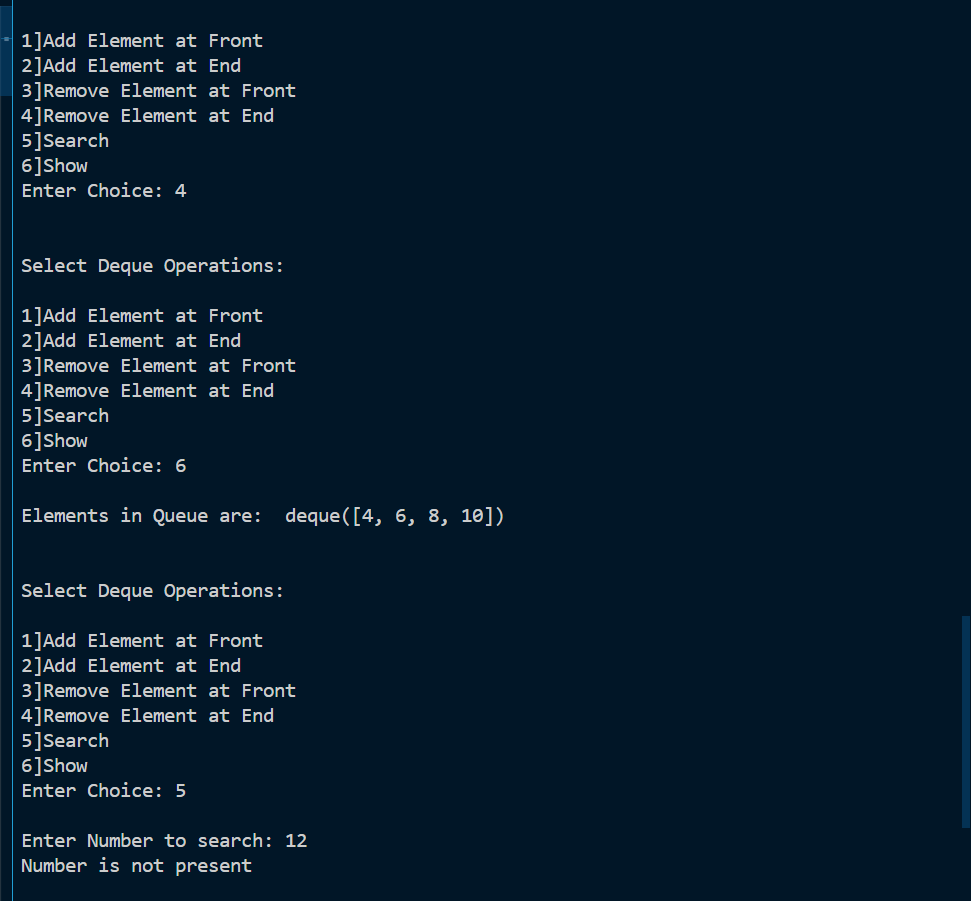 1]Add Element at Front
2]Add Element at End
3]Remove Element at Front
4]Remove Element at End
5]Search
6]Show
Enter Choice: 4
Select Deque Operations:
1]Add Element at Front
2]Add Element at End
3]Remove Element at Front
4]Remove Element at End
5]Search
6]Show
Enter Choice: 6
Elements in Queue are:  deque([4, 6, 8, 10])
Select Deque Operations:
1]Add Element at Front
2]Add Element at End
3]Remove Element at Front
4]Remove Element at End
5]Search
6]Show
Enter Choice: 5
Enter Number to search: 12
Number is not present